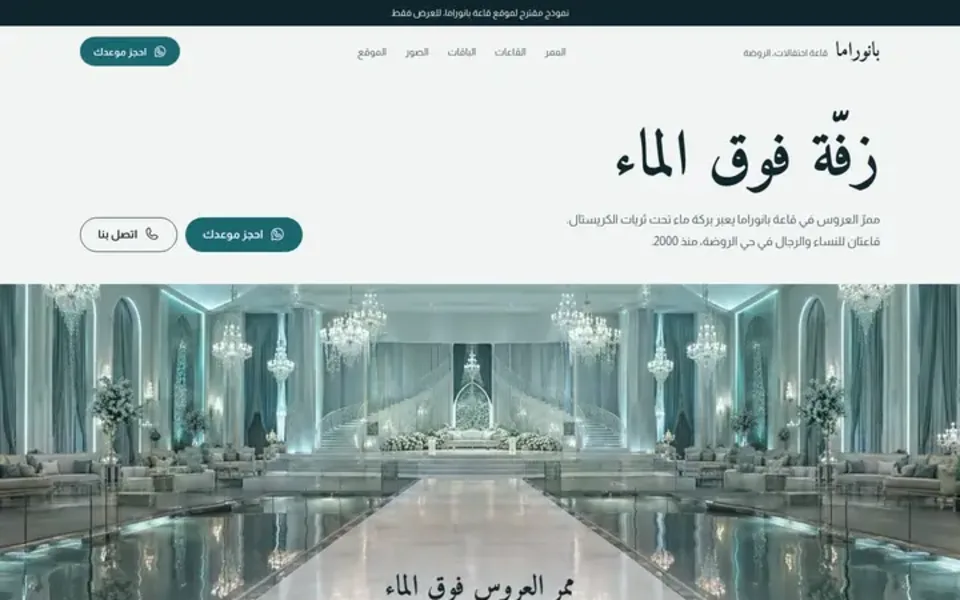 نموذج مقترح لموقع قاعة بانوراما، للعرض فقط.
بانوراما
قاعة احتفالات، الروضة
الممر
القاعات
الباقات
الصور
الموقع
احجز موعدك
زفّة فوق الماء
ممرّ العروس في قاعة بانوراما يعبر بركة ماء تحت ثريات الكريستال.
قاعتان للنساء والرجال في حي الروضة، منذ 2000.
احجز موعدك
اتصل بنا
ممر العروس فوق الماء